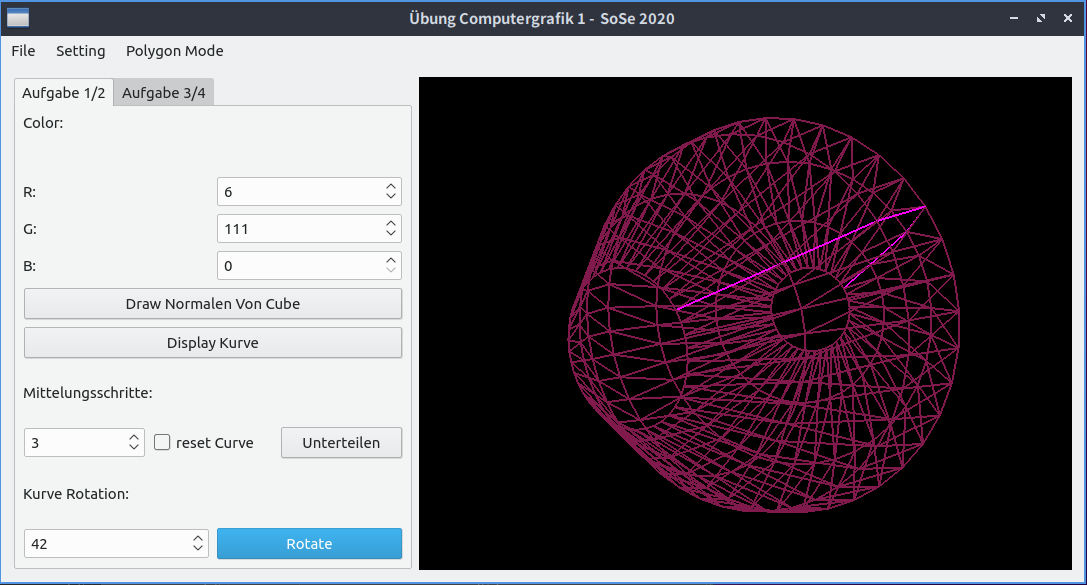 Übung Computergrafik 1 - SoSe 2020
File Setting Polygon Mode
Aufgabe 1/2 Aufgabe 3/4
Color:
R: 6
G: 111
B: 0
Draw Normalen Von Cube
Display Kurve
Mittelungsschritte:
3 reset Curve Unterteilen
Kurve Rotation:
42 Rotate